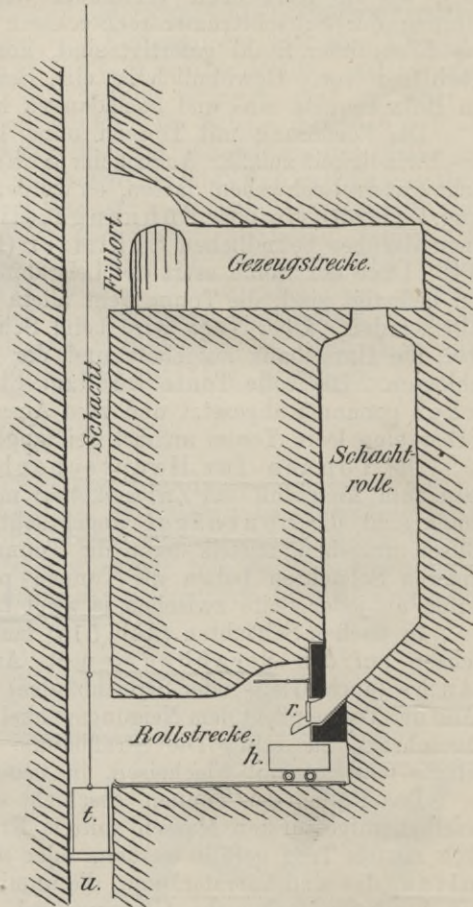 Füllort.
Gezeugstrecke.
Schacht.
Schacht-
rolle.
r.
Rollstrecke.
h.
t.
u.